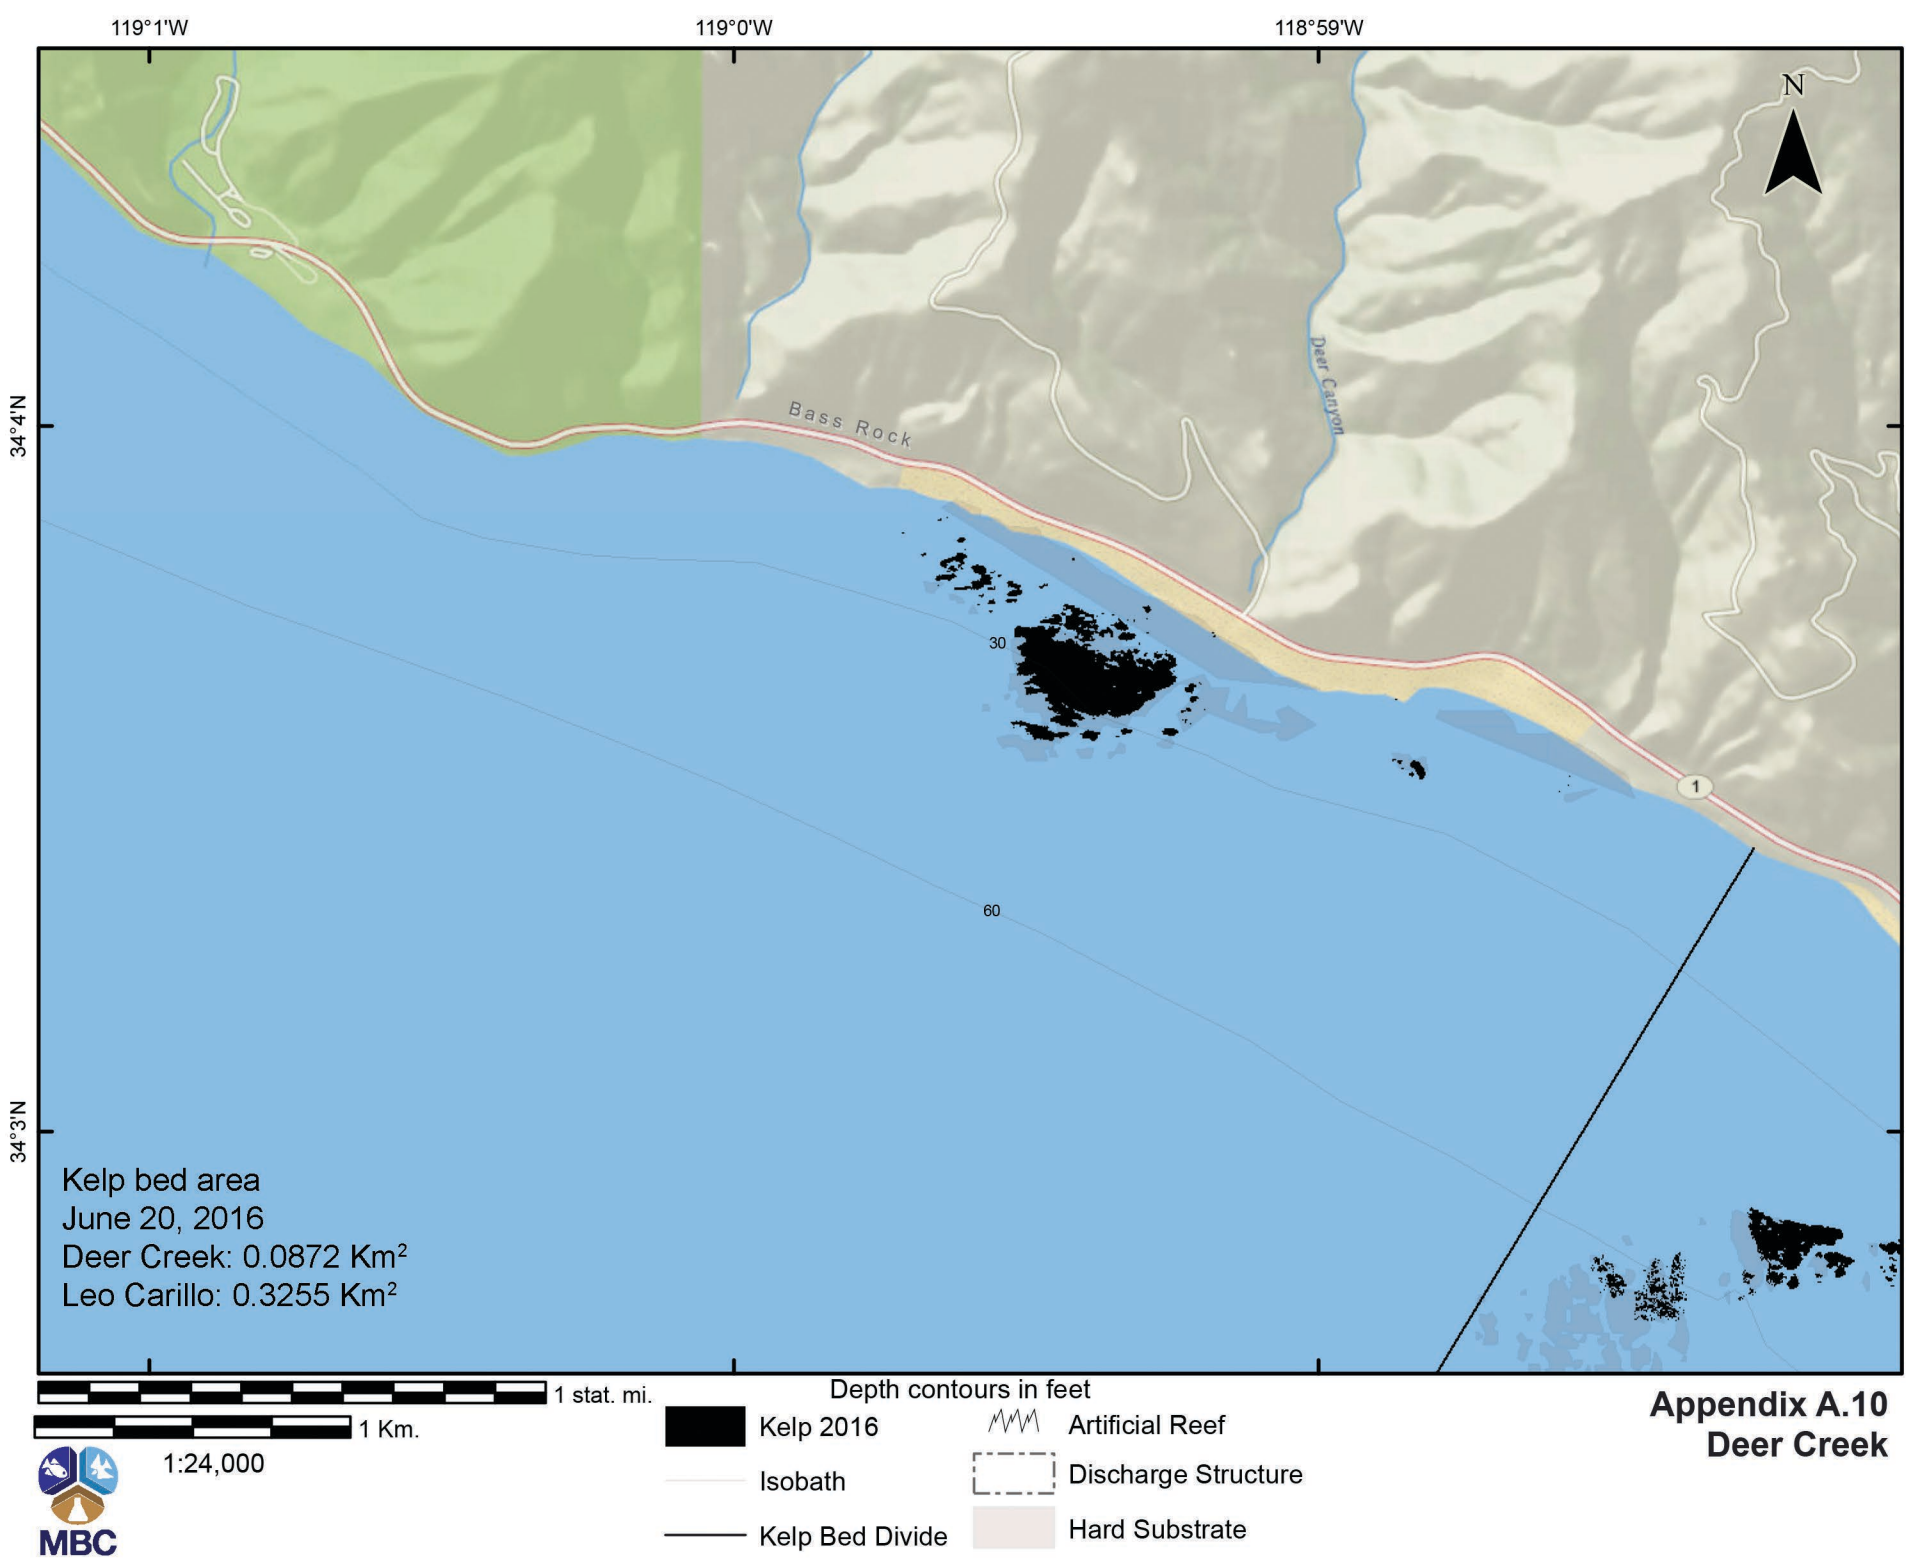 119°1'W
119°0'W
118°59'W
N
34°4'N
Bass Rock
Deer Canyon
30
1
60
34°3'N
Kelp bed area
June 20, 2016
Deer Creek: 0.0872 Km²
Leo Carillo: 0.3255 Km²
1 stat. mi.
1 Km.
1:24,000
MBC
Depth contours in feet
Kelp 2016
Isobath
Kelp Bed Divide
Artificial Reef
Discharge Structure
Hard Substrate
Appendix A.10
Deer Creek